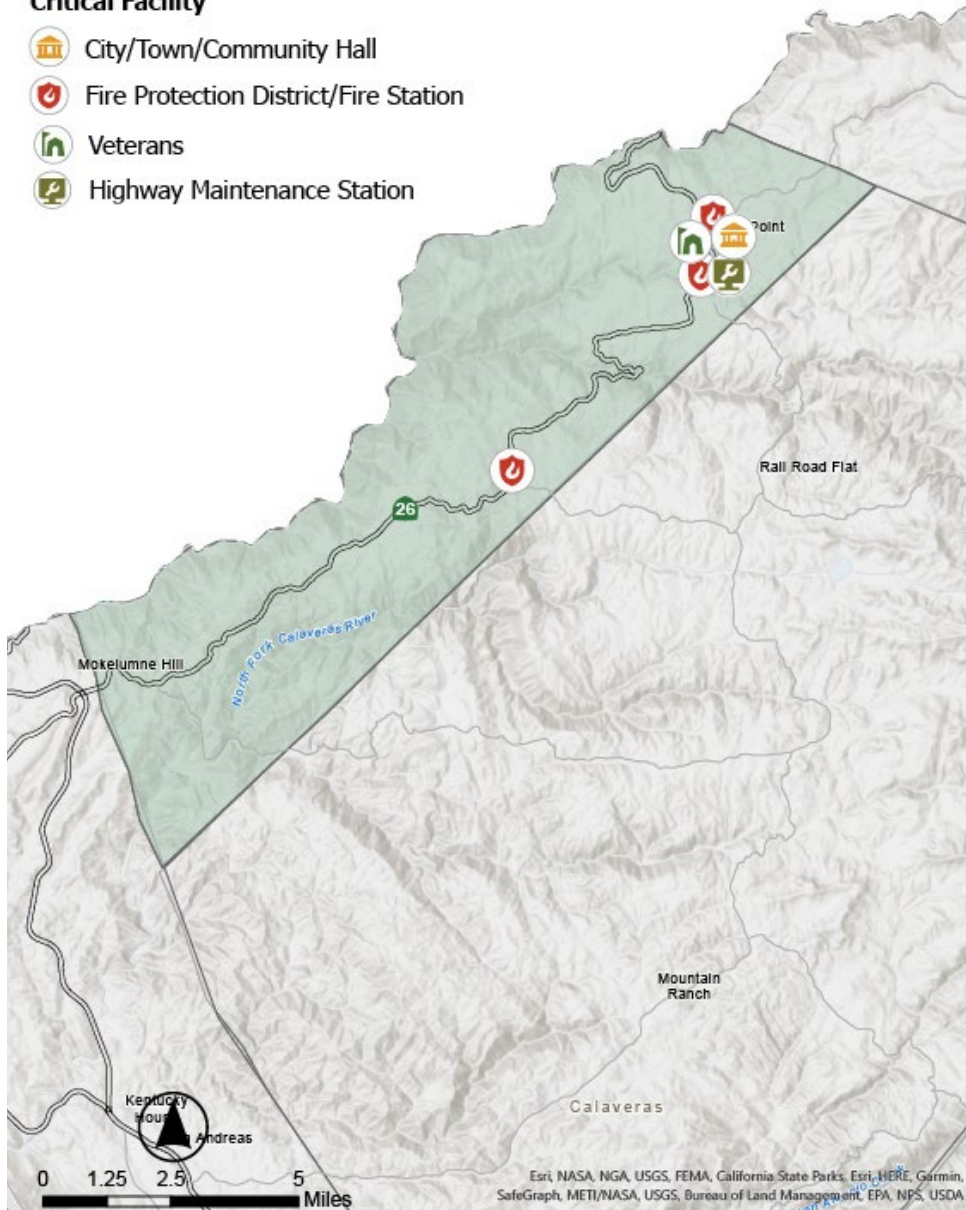 Critical Facility
City/Town/Community Hall
Fire Protection District/Fire Station
Veterans
Highway Maintenance Station
Point
Rail Road Flat
26
North Fork Calaveras River
Mokelumne Hill
Mountain
Ranch
Calaveras
Kentucky
House
Andreas
0 1.25 2.5 5
Miles
Esri, NASA, NGA, USGS, FEMA, California State Parks, Esri, HERE, Garmin,
SafeGraph, METI/NASA, USGS, Bureau of Land Management, EPA, NPS, USDA